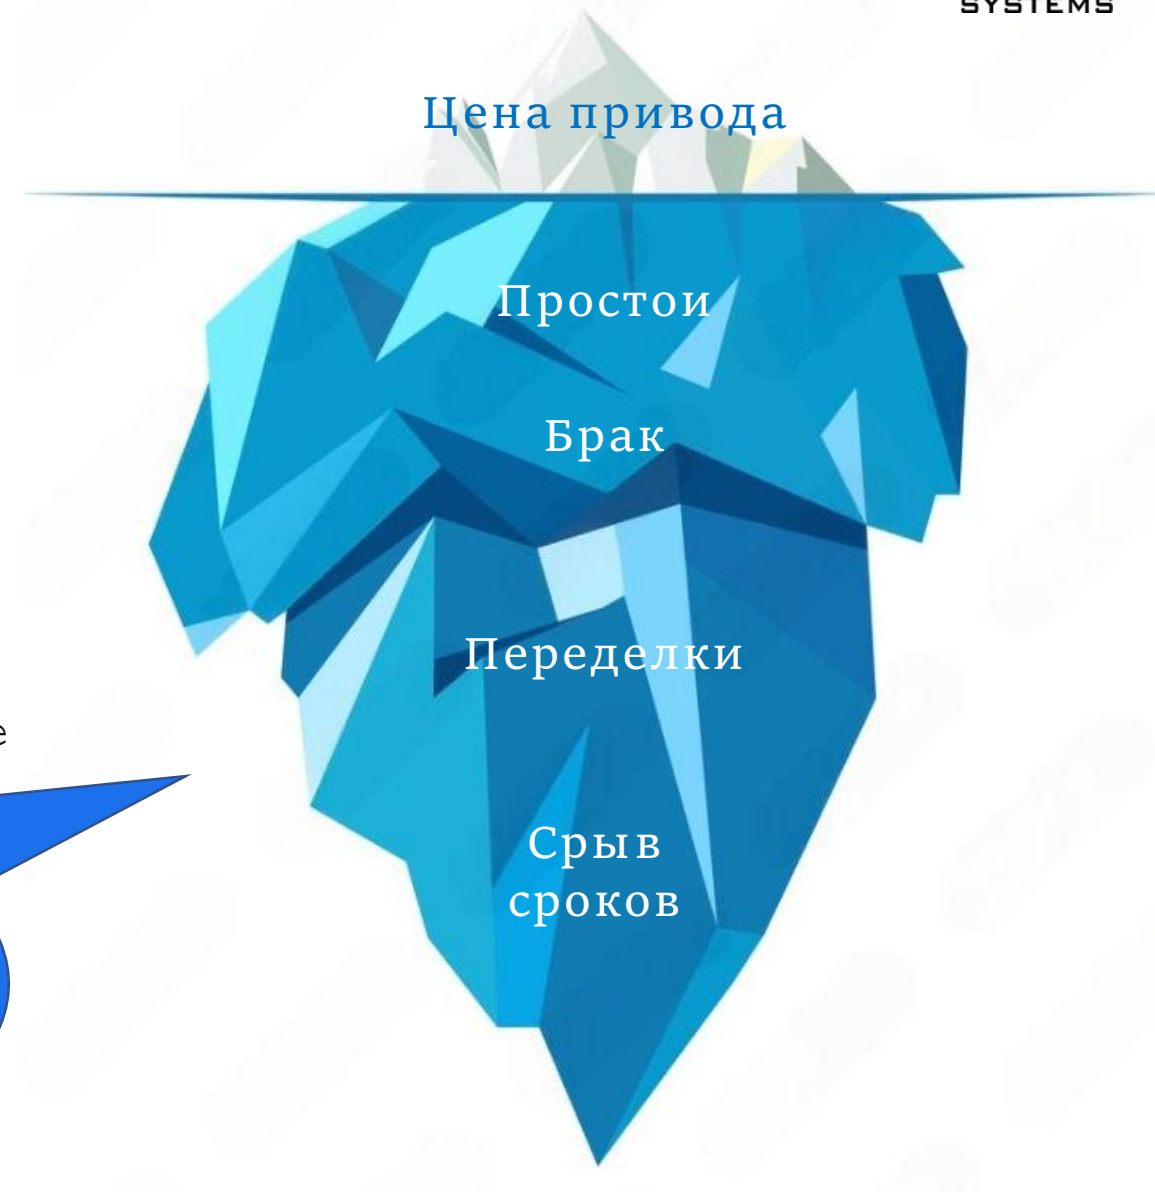 SYSTEMS
Цена привода
Простои
Брак
Переделки
е
Срыв
сроков